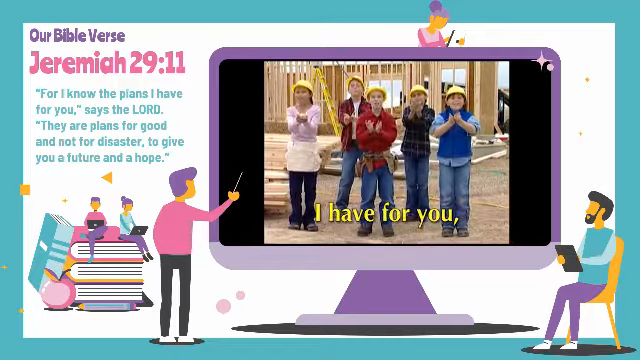 Our Bible Verse
Jeremiah 29:11
"For I know the plans I have
for you," says the LORD.
"They are plans for good
and not for disaster, to give
you a future and a hope."
I have for you,